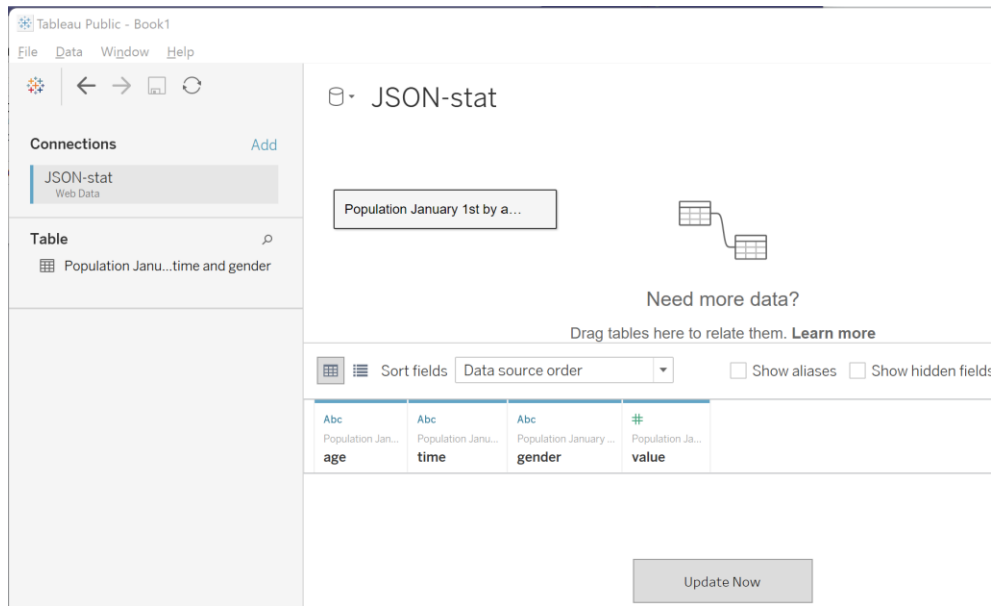 Tableau Public - Book1
File Data Window Help
JSON-stat
Connections Add
JSON-stat
Web Data
Population January 1st by a...
Table
Population Janu...time and gender
Need more data?
Drag tables here to relate them. Learn more
Sort fields Data source order Show aliases Show hidden fields
Abc Abc Abc #
Population Jan... Population Janu... Population January ... Population Ja...
age time gender value
Update Now